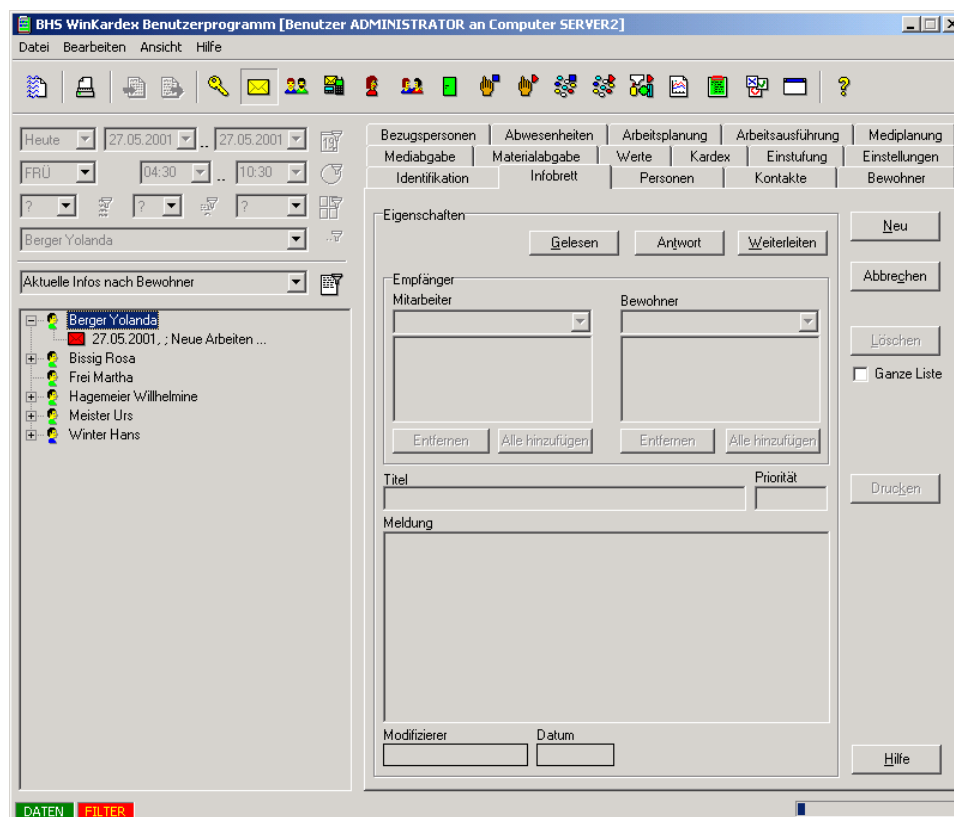 BHS WinKardex Benutzerprogramm [Benutzer ADMINISTRATOR an Computer SERVER2]
Datei Bearbeiten Ansicht Hilfe
Heute 27.05.2001 .. 27.05.2001 19
FRÜ 04:30 .. 10:30
? ? ?
Berger Yolanda
Aktuelle Infos nach Bewohner
Berger Yolanda
27.05.2001, ; Neue Arbeiten ...
Bissig Rosa
Frei Martha
Hagemeier Willhelmine
Meister Urs
Winter Hans
Bezugspersonen Abwesenheiten Arbeitsplanung Arbeitsausführung Mediplanung
Mediabgabe Materialabgabe Werte Kardex Einstufung Einstellungen
Identifikation Infobrett Personen Kontakte Bewohner
Eigenschaften
Gelesen Antwort Weiterleiten
Empfänger
Mitarbeiter Bewohner
Entfernen Alle hinzufügen Entfernen Alle hinzufügen
Titel Priorität
Meldung
Modifizierer Datum
Neu
Abbrechen
Löschen
Ganze Liste
Drucken
Hilfe
DATEN FILTER